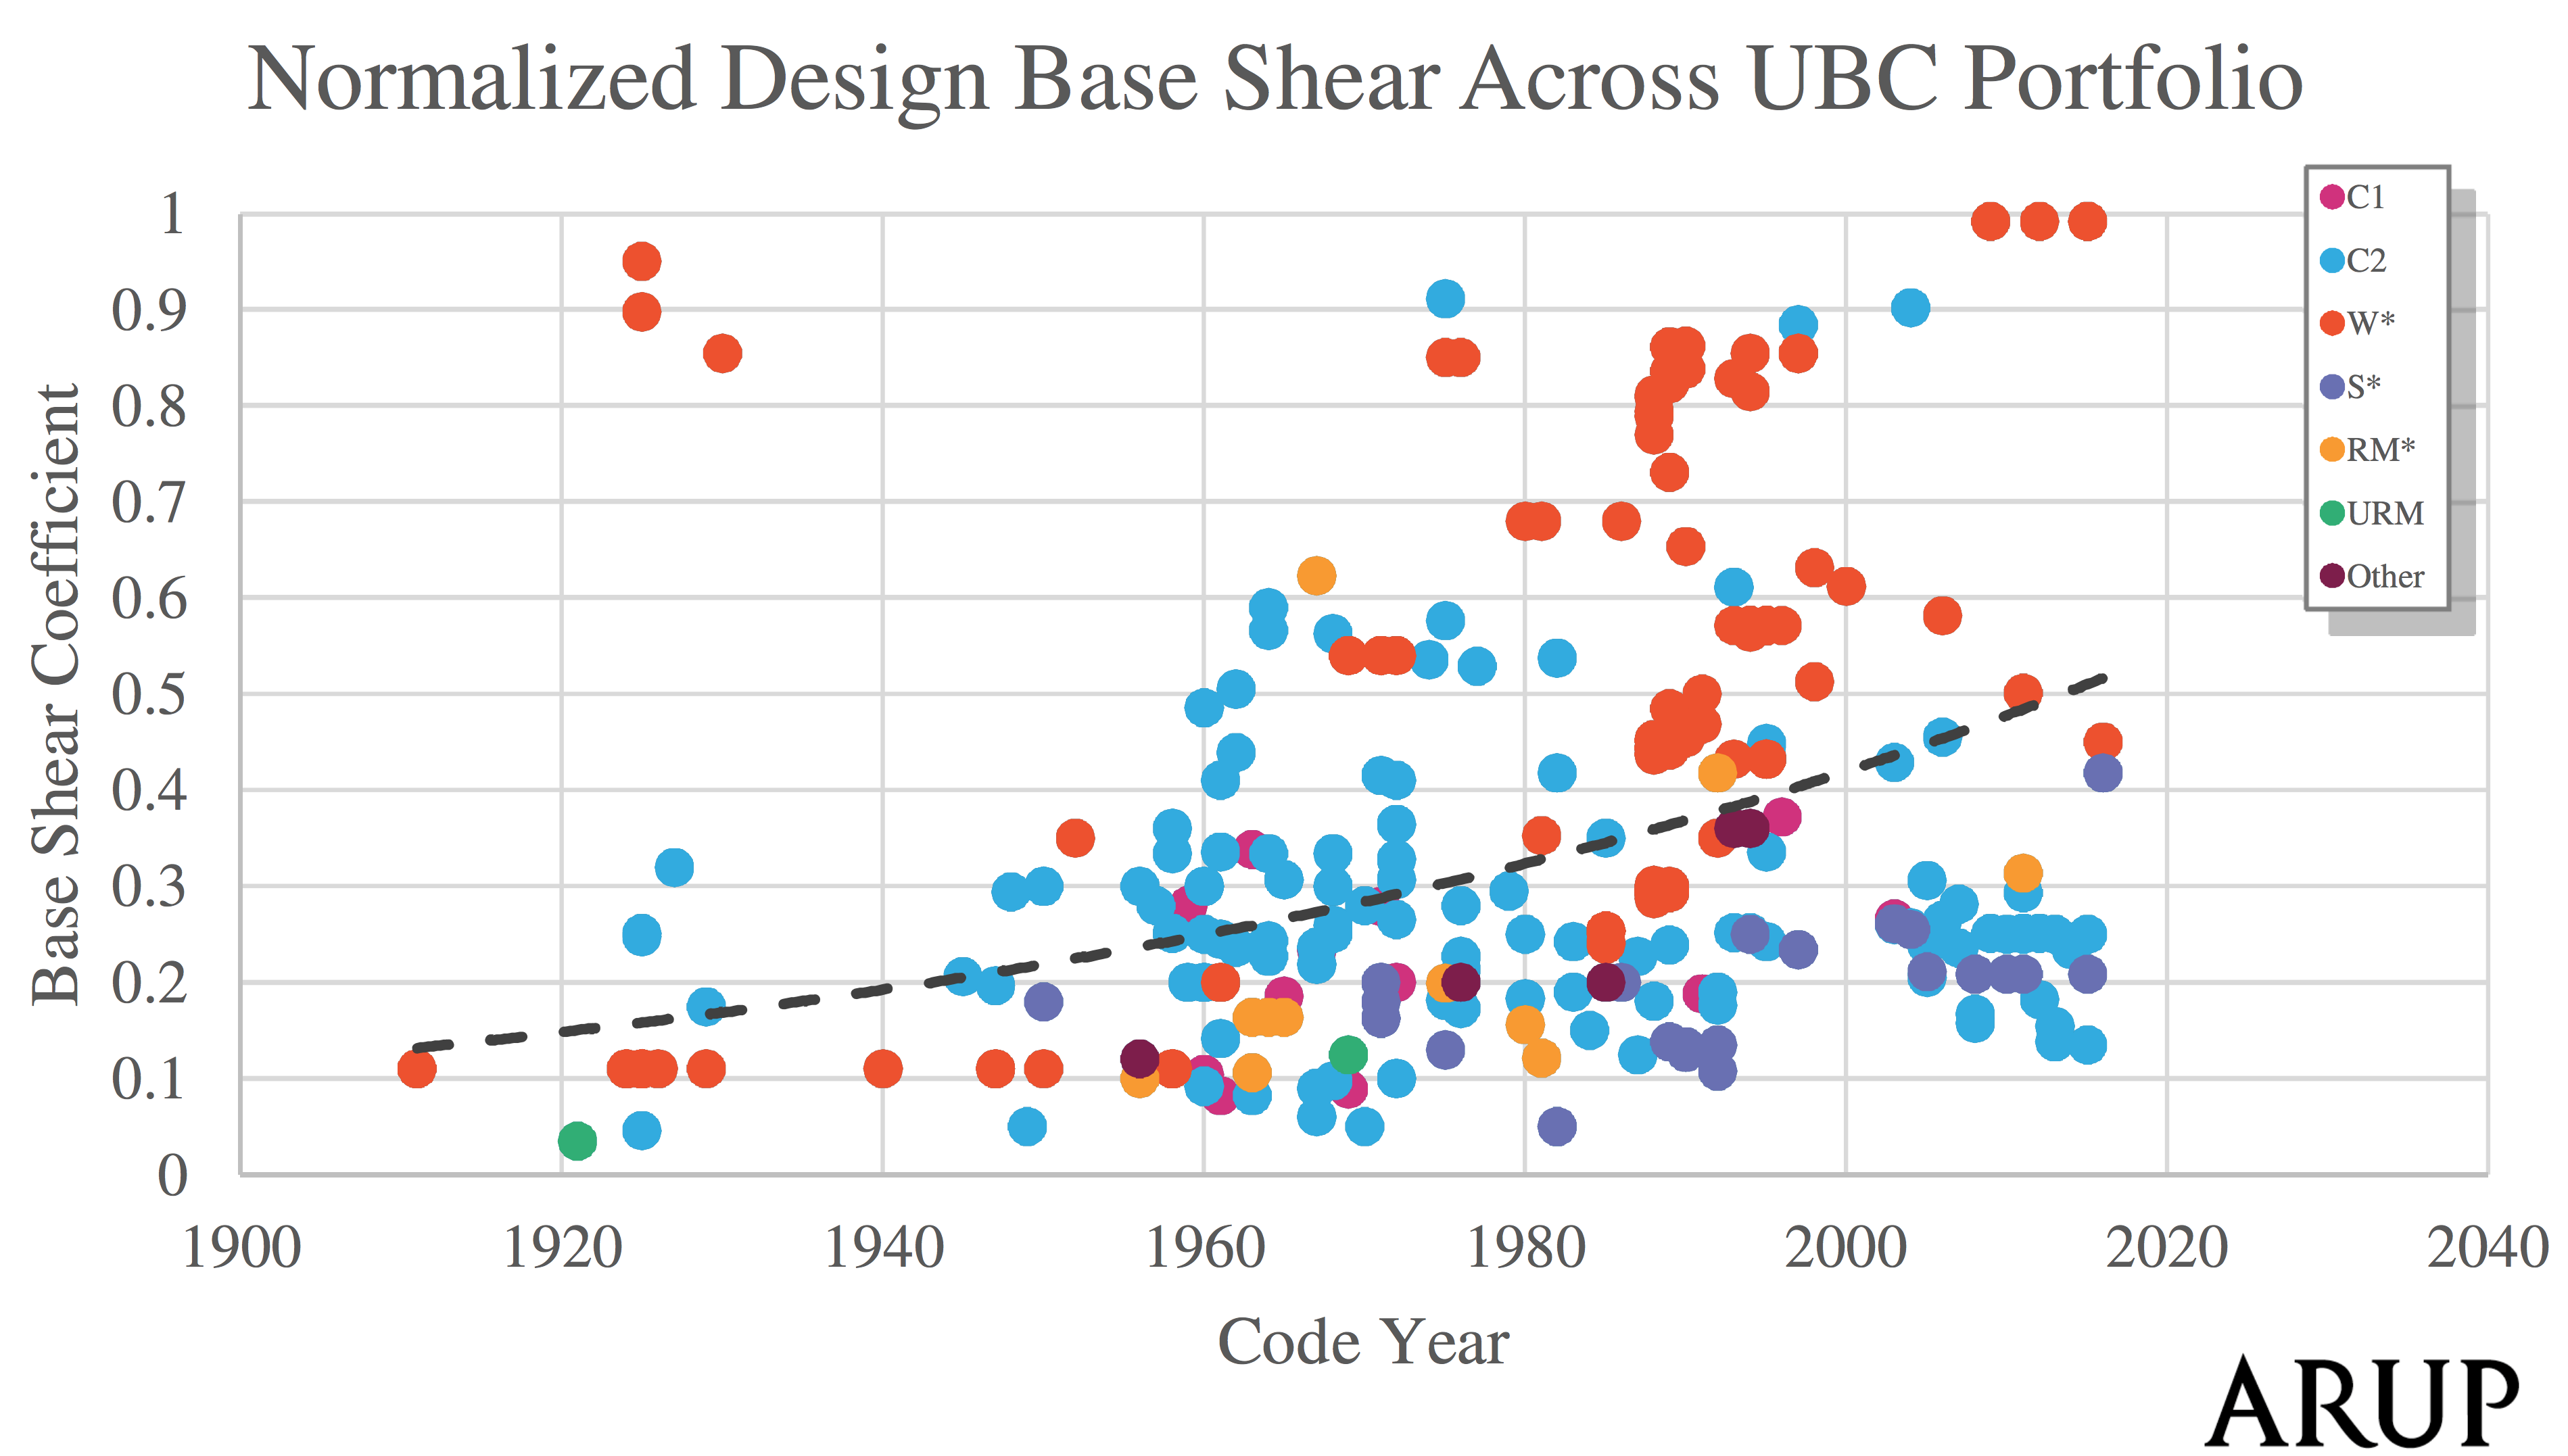 Normalized Design Base Shear Across UBC Portfolio
Base Shear Coefficient
1
0.9
0.8
0.7
0.6
0.5
0.4
0.3
0.2
0.1
0
1900 1920 1940 1960 1980 2000 2020 2040
Code Year
C1
C2
W*
S*
RM*
URM
Other
ARUP